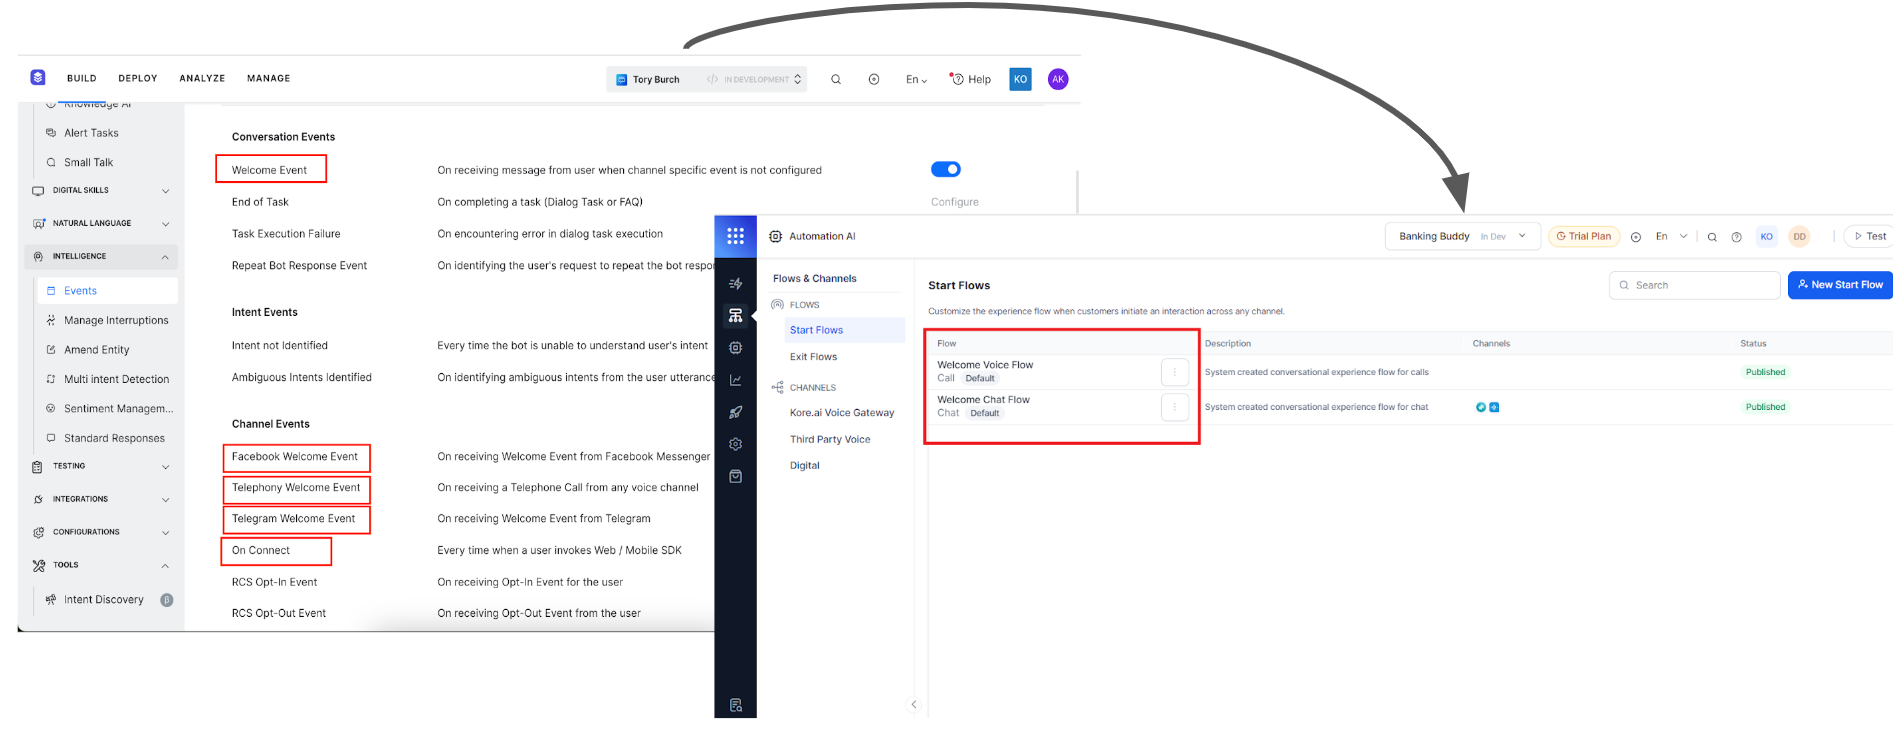 BUILD DEPLOY ANALYZE MANAGE
Tory Burch </> IN DEVELOPMENT
En Help KO AK
Knowledge AI
Alert Tasks
Small Talk
DIGITAL SKILLS
NATURAL LANGUAGE
INTELLIGENCE
Events
Manage Interruptions
Amend Entity
Multi intent Detection
Sentiment Managem...
Standard Responses
TESTING
INTEGRATIONS
CONFIGURATIONS
TOOLS
Intent Discovery β
Conversation Events
Welcome Event On receiving message from user when channel specific event is not configured
End of Task On completing a task (Dialog Task or FAQ) Configure
Task Execution Failure On encountering error in dialog task execution
Repeat Bot Response Event On identifying the user's request to repeat the bot
Intent Events
Intent not Identified Every time the bot is unable to understand user's intent
Ambiguous Intents Identified On identifying ambiguous intents from the user utterance
Channel Events
Facebook Welcome Event On receiving Welcome Event from Facebook Messenger
Telephony Welcome Event On receiving a Telephone Call from any voice channel
Telegram Welcome Event On receiving Welcome Event from Telegram
On Connect Every time when a user invokes Web / Mobile SDK
RCS Opt-In Event On receiving Opt-In Event for the user
RCS Opt-Out Event On receiving Opt-Out Event from the user
Automation AI
Banking Buddy In Dev Trial Plan En KO DD Test
Flows & Channels
FLOWS
Start Flows
Exit Flows
CHANNELS
Kore.ai Voice Gateway
Third Party Voice
Digital
Start Flows
Search
New Start Flow
Customize the experience flow when customers initiate an interaction across any channel.
Flow Description Channels Status
Welcome Voice Flow
Call Default
System created conversational experience flow for calls
Published
Welcome Chat Flow
Chat Default
System created conversational experience flow for chat
Published